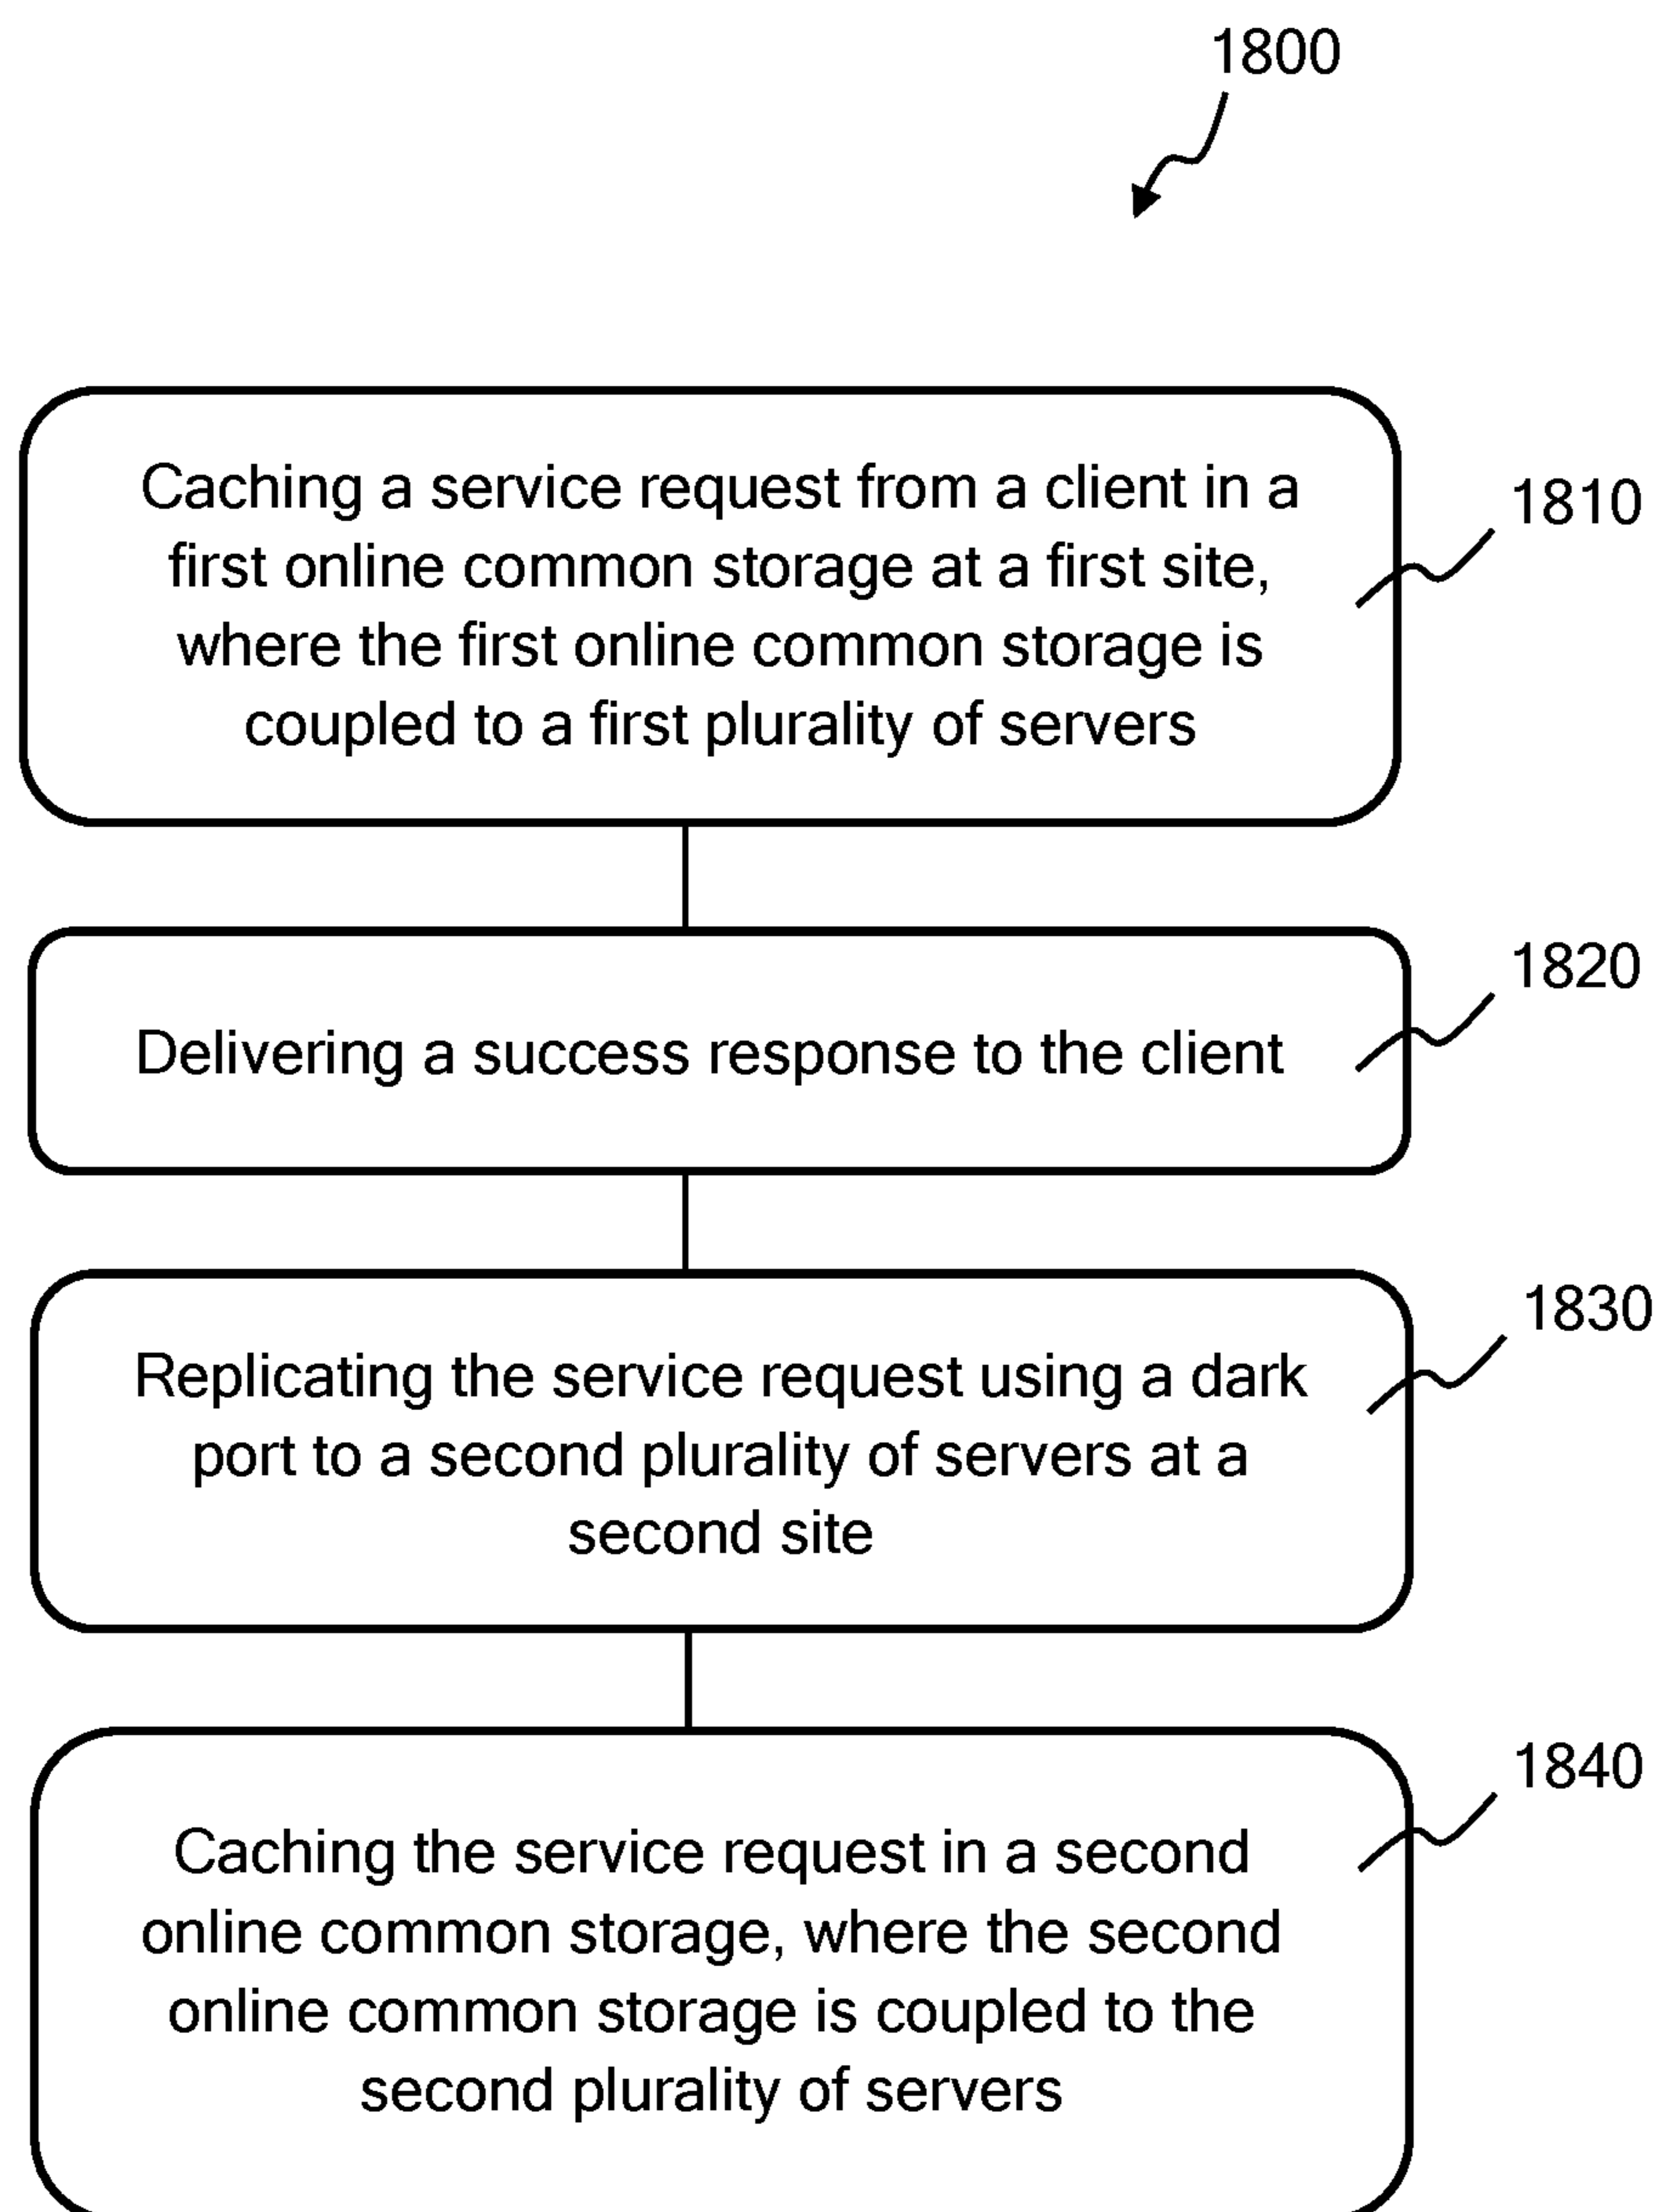 1800
Caching a service request from a client in a
first online common storage at a first site,
where the first online common storage is
coupled to a first plurality of servers
1810
Delivering a success response to the client
1820
Replicating the service request using a dark
port to a second plurality of servers at a
second site
1830
Caching the service request in a second
online common storage, where the second
online common storage is coupled to the
second plurality of servers
1840